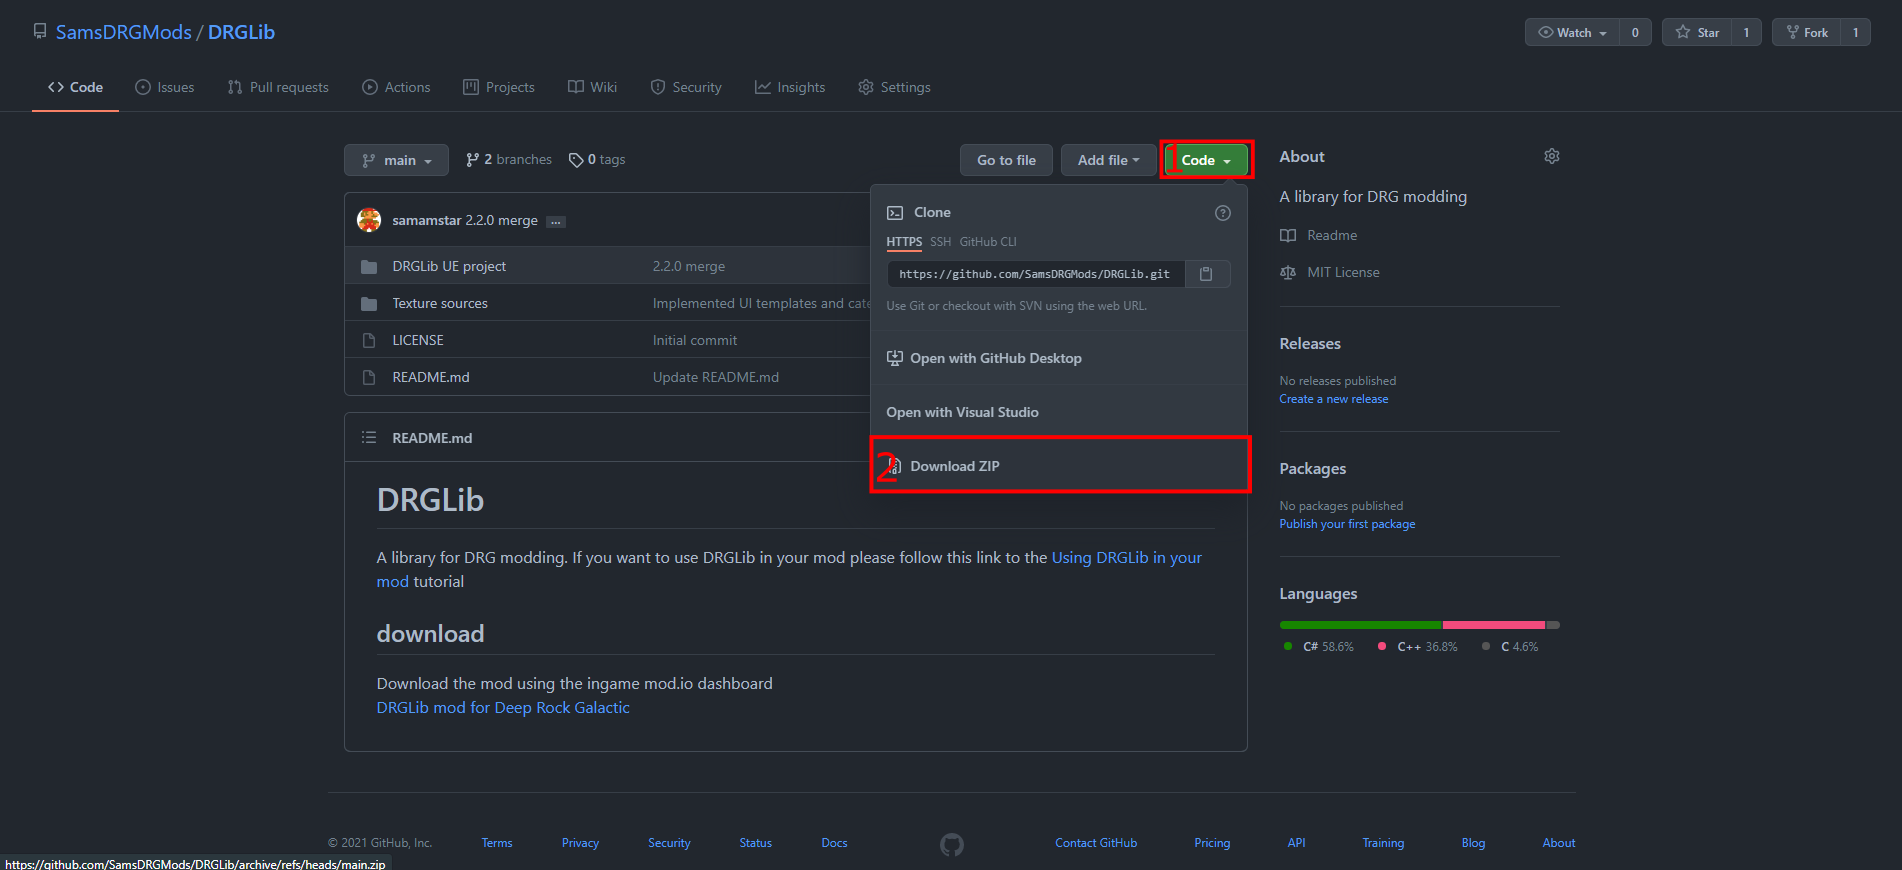 SamsDRGMods / DRGLib
Watch 0 Star 1 Fork 1
Code Issues Pull requests Actions Projects Wiki Security Insights Settings
main 2 branches 0 tags Go to file Add file 1 Code
samamstar 2.2.0 merge ...
DRGLib UE project 2.2.0 merge
Texture sources Implemented UI templates and cate
LICENSE Initial commit
README.md Update README.md
Clone
HTTPS SSH GitHub CLI
https://github.com/SamsDRGMods/DRGLib.git
Use Git or checkout with SVN using the web URL.
Open with GitHub Desktop
Open with Visual Studio
2 Download ZIP
README.md
DRGLib
A library for DRG modding. If you want to use DRGLib in your mod please follow this link to the Using DRGLib in your
mod tutorial
download
Download the mod using the ingame mod.io dashboard
DRGLib mod for Deep Rock Galactic
About
A library for DRG modding
Readme
MIT License
Releases
No releases published
Create a new release
Packages
No packages published
Publish your first package
Languages
C# 58.6% C++ 36.8% C 4.6%
© 2021 GitHub, Inc. Terms Privacy Security Status Docs Contact GitHub Pricing API Training Blog About
https://github.com/SamsDRGMods/DRGLib/archive/refs/heads/main.zip